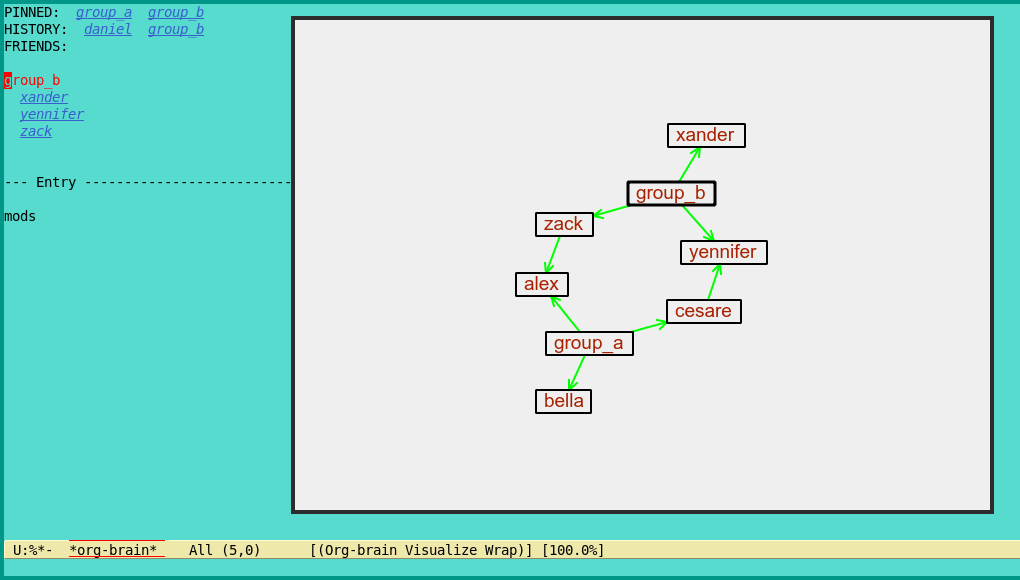 PINNED:  group_a  group_b
HISTORY:  daniel  group_b
FRIENDS:
group_b
xander
yennifer
zack
--- Entry --------------------------
mods
xander
group_b
zack
yennifer
alex
cesare
group_a
bella
U:%*-  *org-brain*    All (5,0)      [(Org-brain Visualize Wrap)] [100.0%]